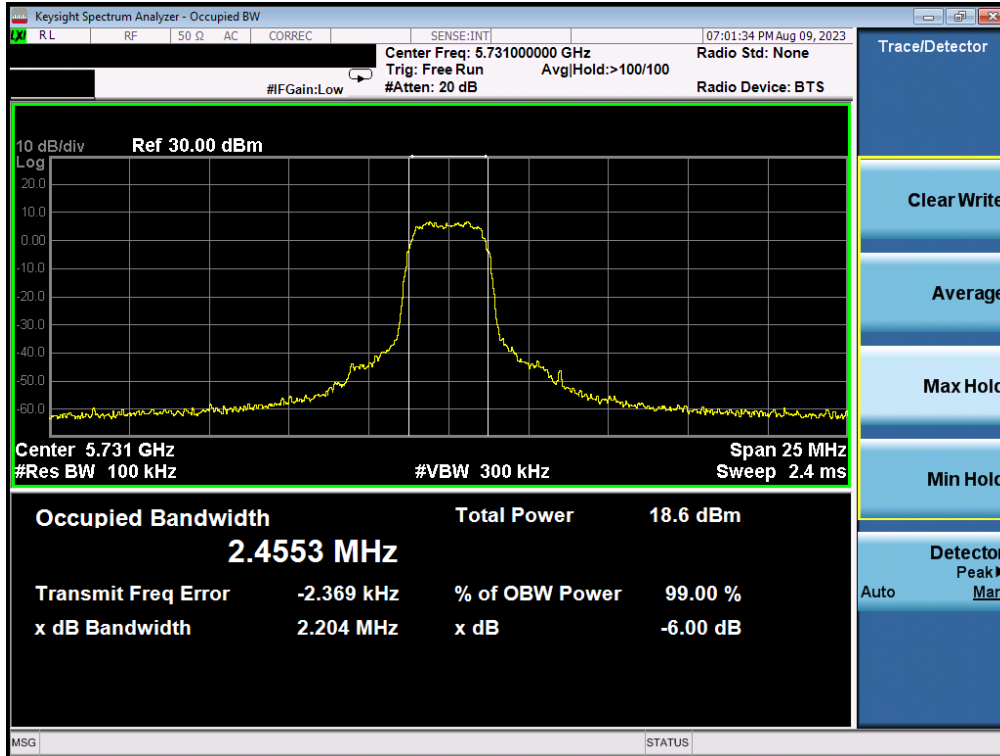 Keysight Spectrum Analyzer - Occupied BW
LXI RL RF 50 Ω AC CORREC SENSE:INT 07:01:34 PM Aug 09, 2023
Center Freq: 5.731000000 GHz Radio Std: None
Trig: Free Run Avg|Hold:>100/100
#IFGain:Low #Atten: 20 dB Radio Device: BTS
Trace/Detector
10 dB/div Ref 30.00 dBm
Log
20.0
10.0
0.00
-10.0
-20.0
-30.0
-40.0
-50.0
-60.0
Center 5.731 GHz Span 25 MHz
#Res BW 100 kHz #VBW 300 kHz Sweep 2.4 ms
Occupied Bandwidth Total Power 18.6 dBm
2.4553 MHz
Transmit Freq Error -2.369 kHz % of OBW Power 99.00 %
x dB Bandwidth 2.204 MHz x dB -6.00 dB
Clear Write
Average
Max Hold
Min Hold
Detector
Peak
Auto Man
MSG STATUS